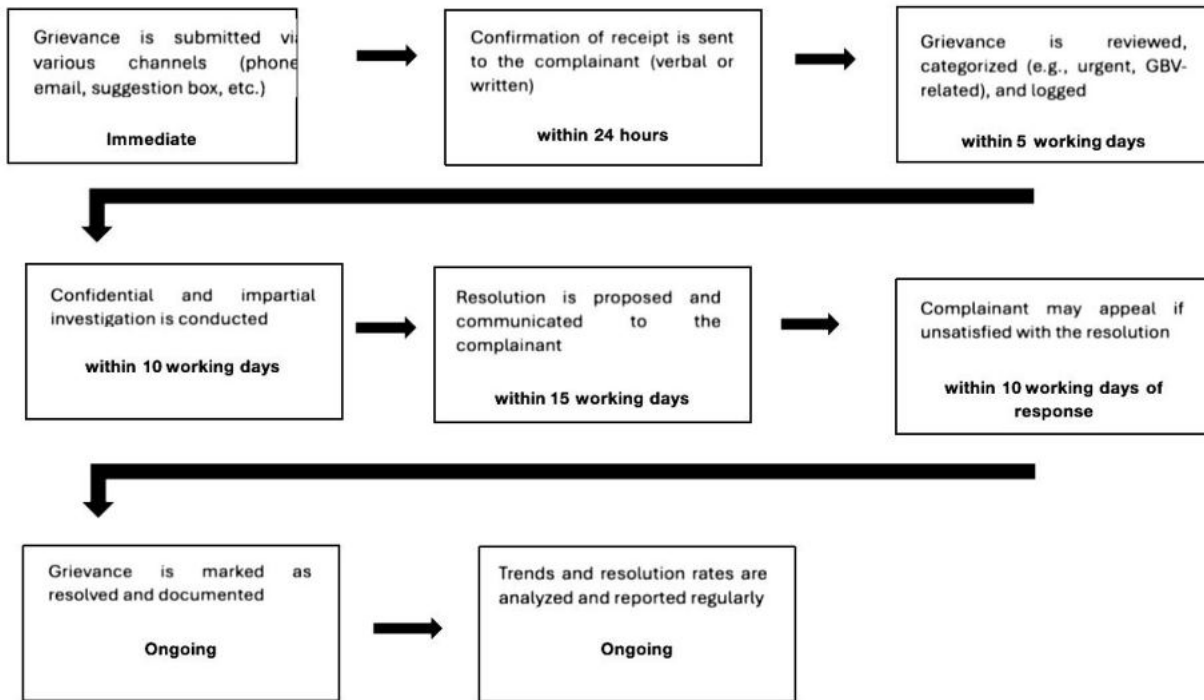 Grievance is submitted via
various channels (phone
email, suggestion box, etc.)
Immediate
Confirmation of receipt is sent
to the complainant (verbal or
written)
within 24 hours
Grievance is reviewed,
categorized (e.g., urgent, GBV-
related), and logged
within 5 working days
Confidential and impartial
investigation is conducted
within 10 working days
Resolution is proposed and
communicated to the
complainant
within 15 working days
Complainant may appeal if
unsatisfied with the resolution
within 10 working days of
response
Grievance is marked as
resolved and documented
Ongoing
Trends and resolution rates are
analyzed and reported regularly
Ongoing